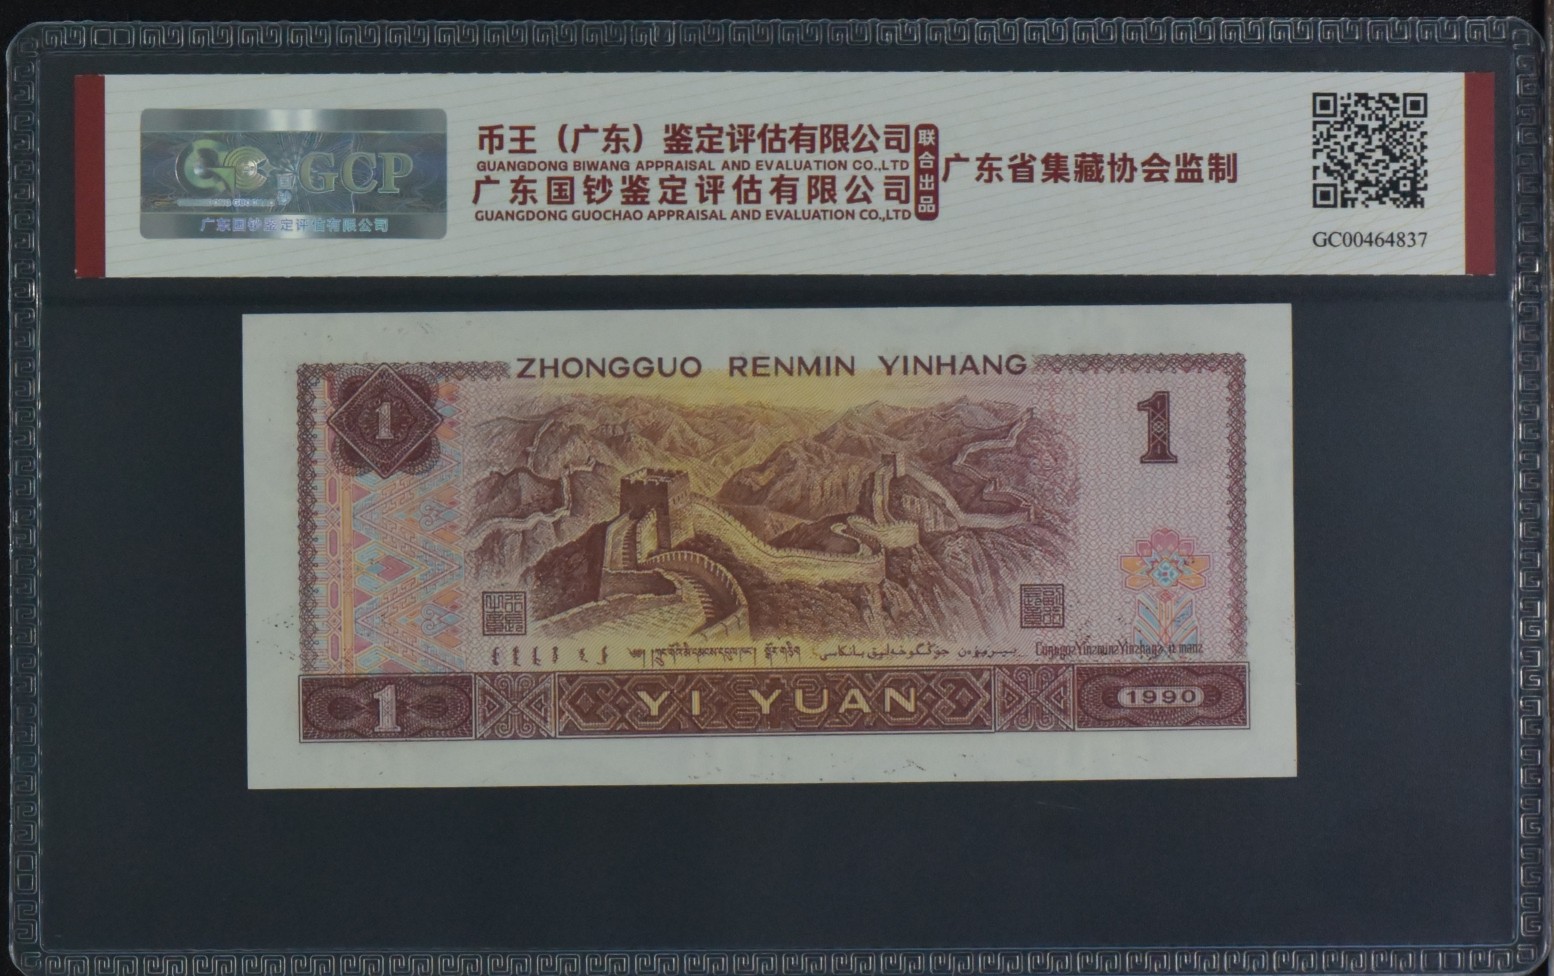 GCP
广东国钞鉴定评估有限公司
币王（广东）鉴定评估有限公司
GUANGDONG BIWANG APPRAISAL AND EVALUATION CO.,LTD
广东国钞鉴定评估有限公司
GUANGDONG GUOCHAO APPRAISAL AND EVALUATION CO.,LTD
联合出品
广东省集藏协会监制
GC00464837
ZHONGGUO RENMIN YINHANG
1
1
1 YI YUAN 1990